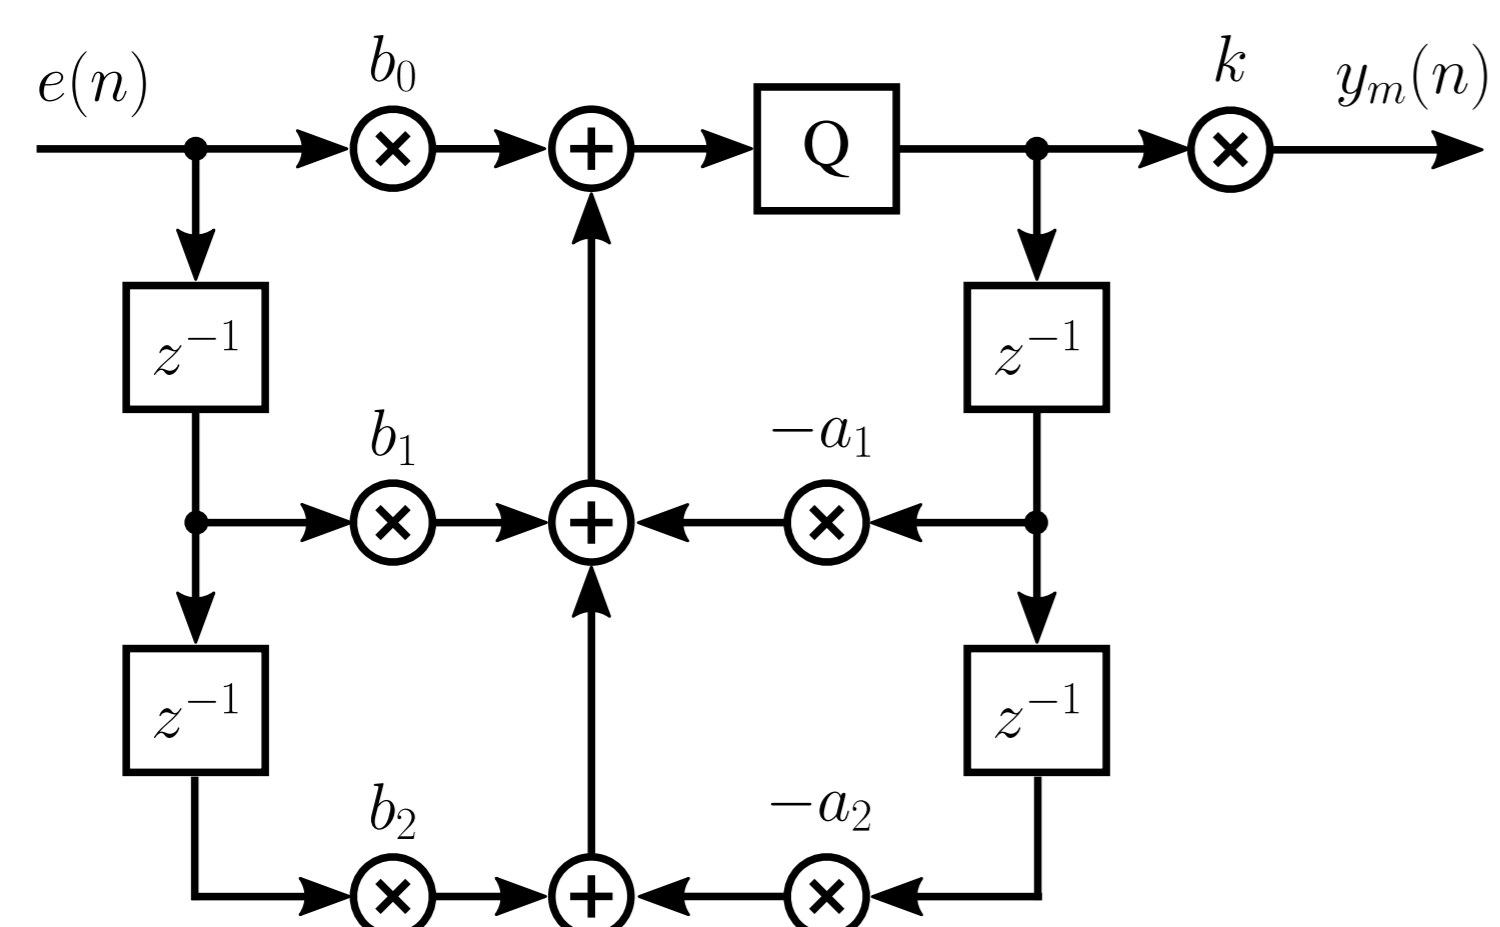 e(n) b₀ k yₘ(n)
Q
z⁻¹ z⁻¹
b₁ −a₁
z⁻¹ z⁻¹
b₂ −a₂